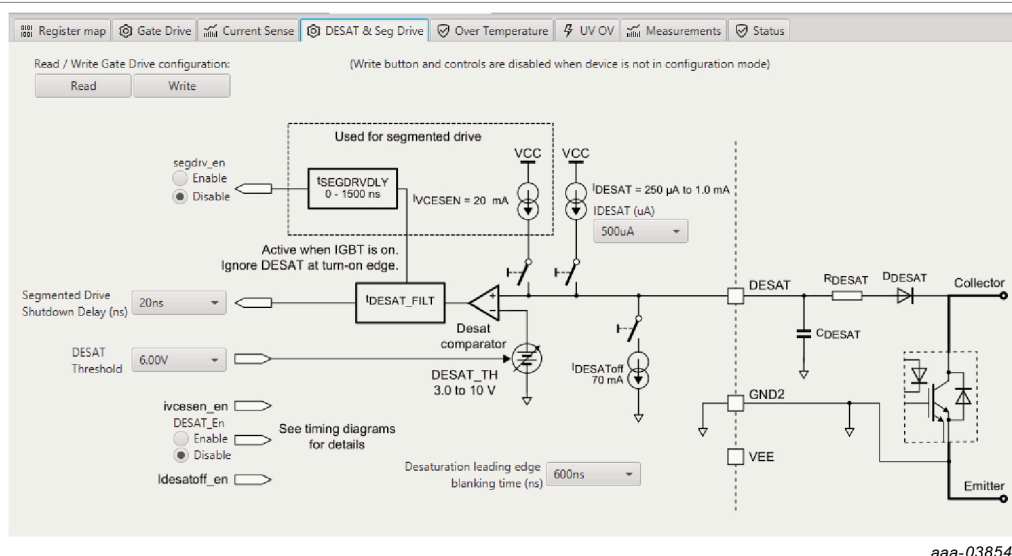 Register map
Gate Drive
Current Sense
DESAT & Seg Drive
Over Temperature
UV OV
Measurements
Status
Read / Write Gate Drive configuration:
(Write button and controls are disabled when device is not in configuration mode)
Read
Write
Used for segmented drive
VCC
VCC
segdrv_en
Enable
Disable
tSEGDRVDLY
0 - 1500 ns
IVCESEN = 20 mA
IDESAT = 250 µA to 1.0 mA
IDESAT (uA)
500uA
Active when IGBT is on.
Ignore DESAT at turn-on edge.
Segmented Drive
Shutdown Delay (ns)
20ns
tDESAT_FILT
+
−
Desat
comparator
DESAT
RDESAT
DDESAT
Collector
CDESAT
DESAT
Threshold
6.00V
DESAT_TH
3.0 to 10 V
IDESAToff
70 mA
GND2
ivcesen_en
DESAT_En
Enable
Disable
See timing diagrams
for details
VEE
Idesatoff_en
Desaturation leading edge
blanking time (ns)
600ns
Emitter
aaa-03854